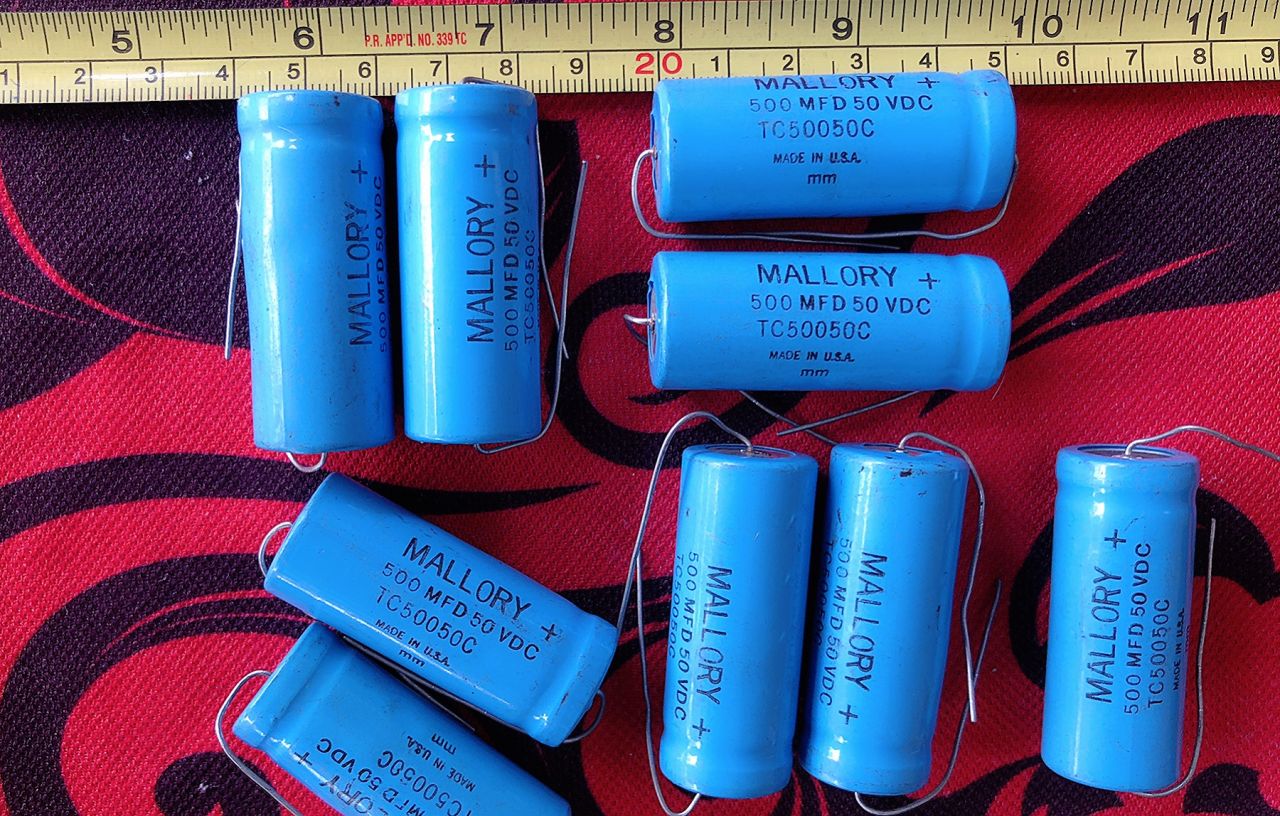 5 6 P.R. APP'D. NO. 339 TC 7 8 9 10 11
1 2 3 4 5 6 7 8 9 20 1 2 3 4 5 6 7 8 9
MALLORY +
500 MFD 50 VDC
MALLORY +
500 MFD 50 VDC
TC50050C
MALLORY +
500 MFD 50 VDC
TC50050C
MADE IN U.S.A.
mm
MALLORY +
500 MFD 50 VDC
TC50050C
MADE IN U.S.A.
mm
MALLORY +
500 MFD 50 VDC
TC50050C
MADE IN U.S.A.
mm
MALLORY +
500 MFD 50 VDC
TC50050C
MALLORY +
500 MFD 50 VDC
TC50050C
MALLORY +
500 MFD 50 VDC
TC50050C
MADE IN U.S.A.
LORY +
MFD 50 VDC
TC50050C
MADE IN U.S.A.
mm